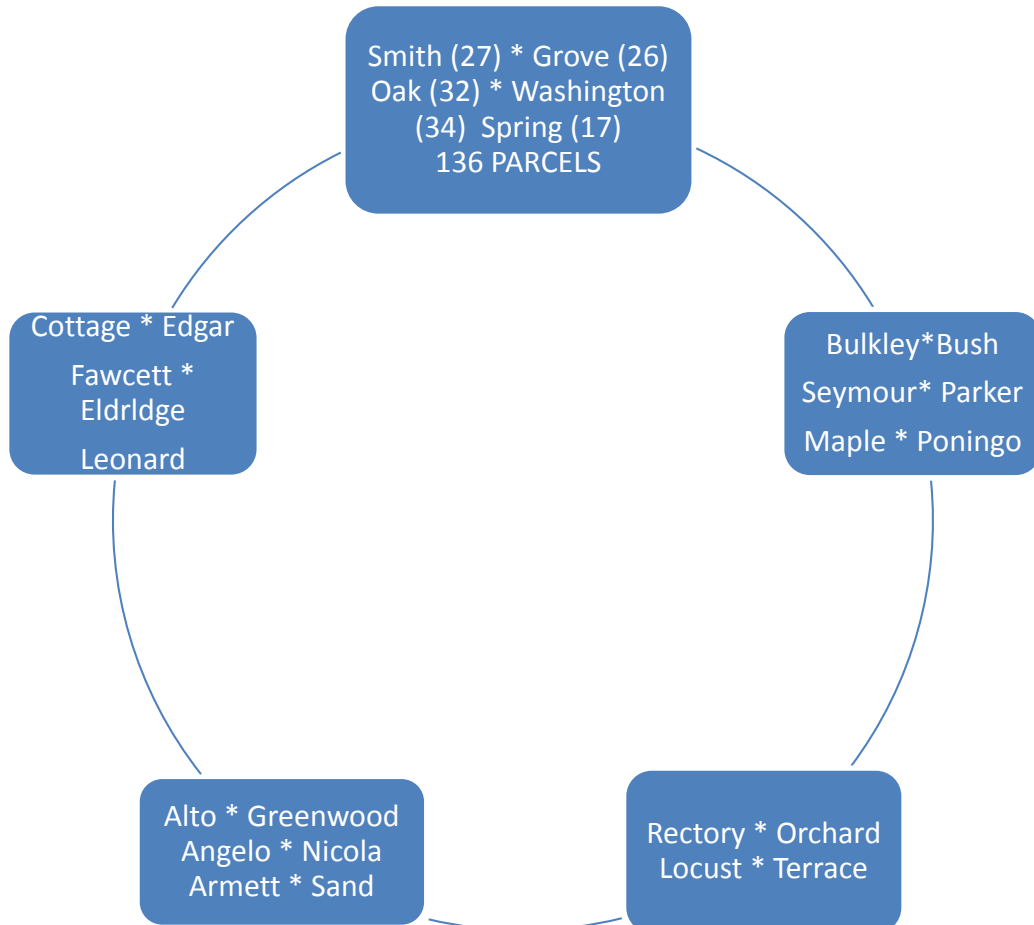 Smith (27) * Grove (26)
Oak (32) * Washington
(34)  Spring (17)
136 PARCELS
Cottage * Edgar
Fawcett *
Eldrldge
Leonard
Bulkley*Bush
Seymour* Parker
Maple * Poningo
Alto * Greenwood
Angelo * Nicola
Armett * Sand
Rectory * Orchard
Locust * Terrace